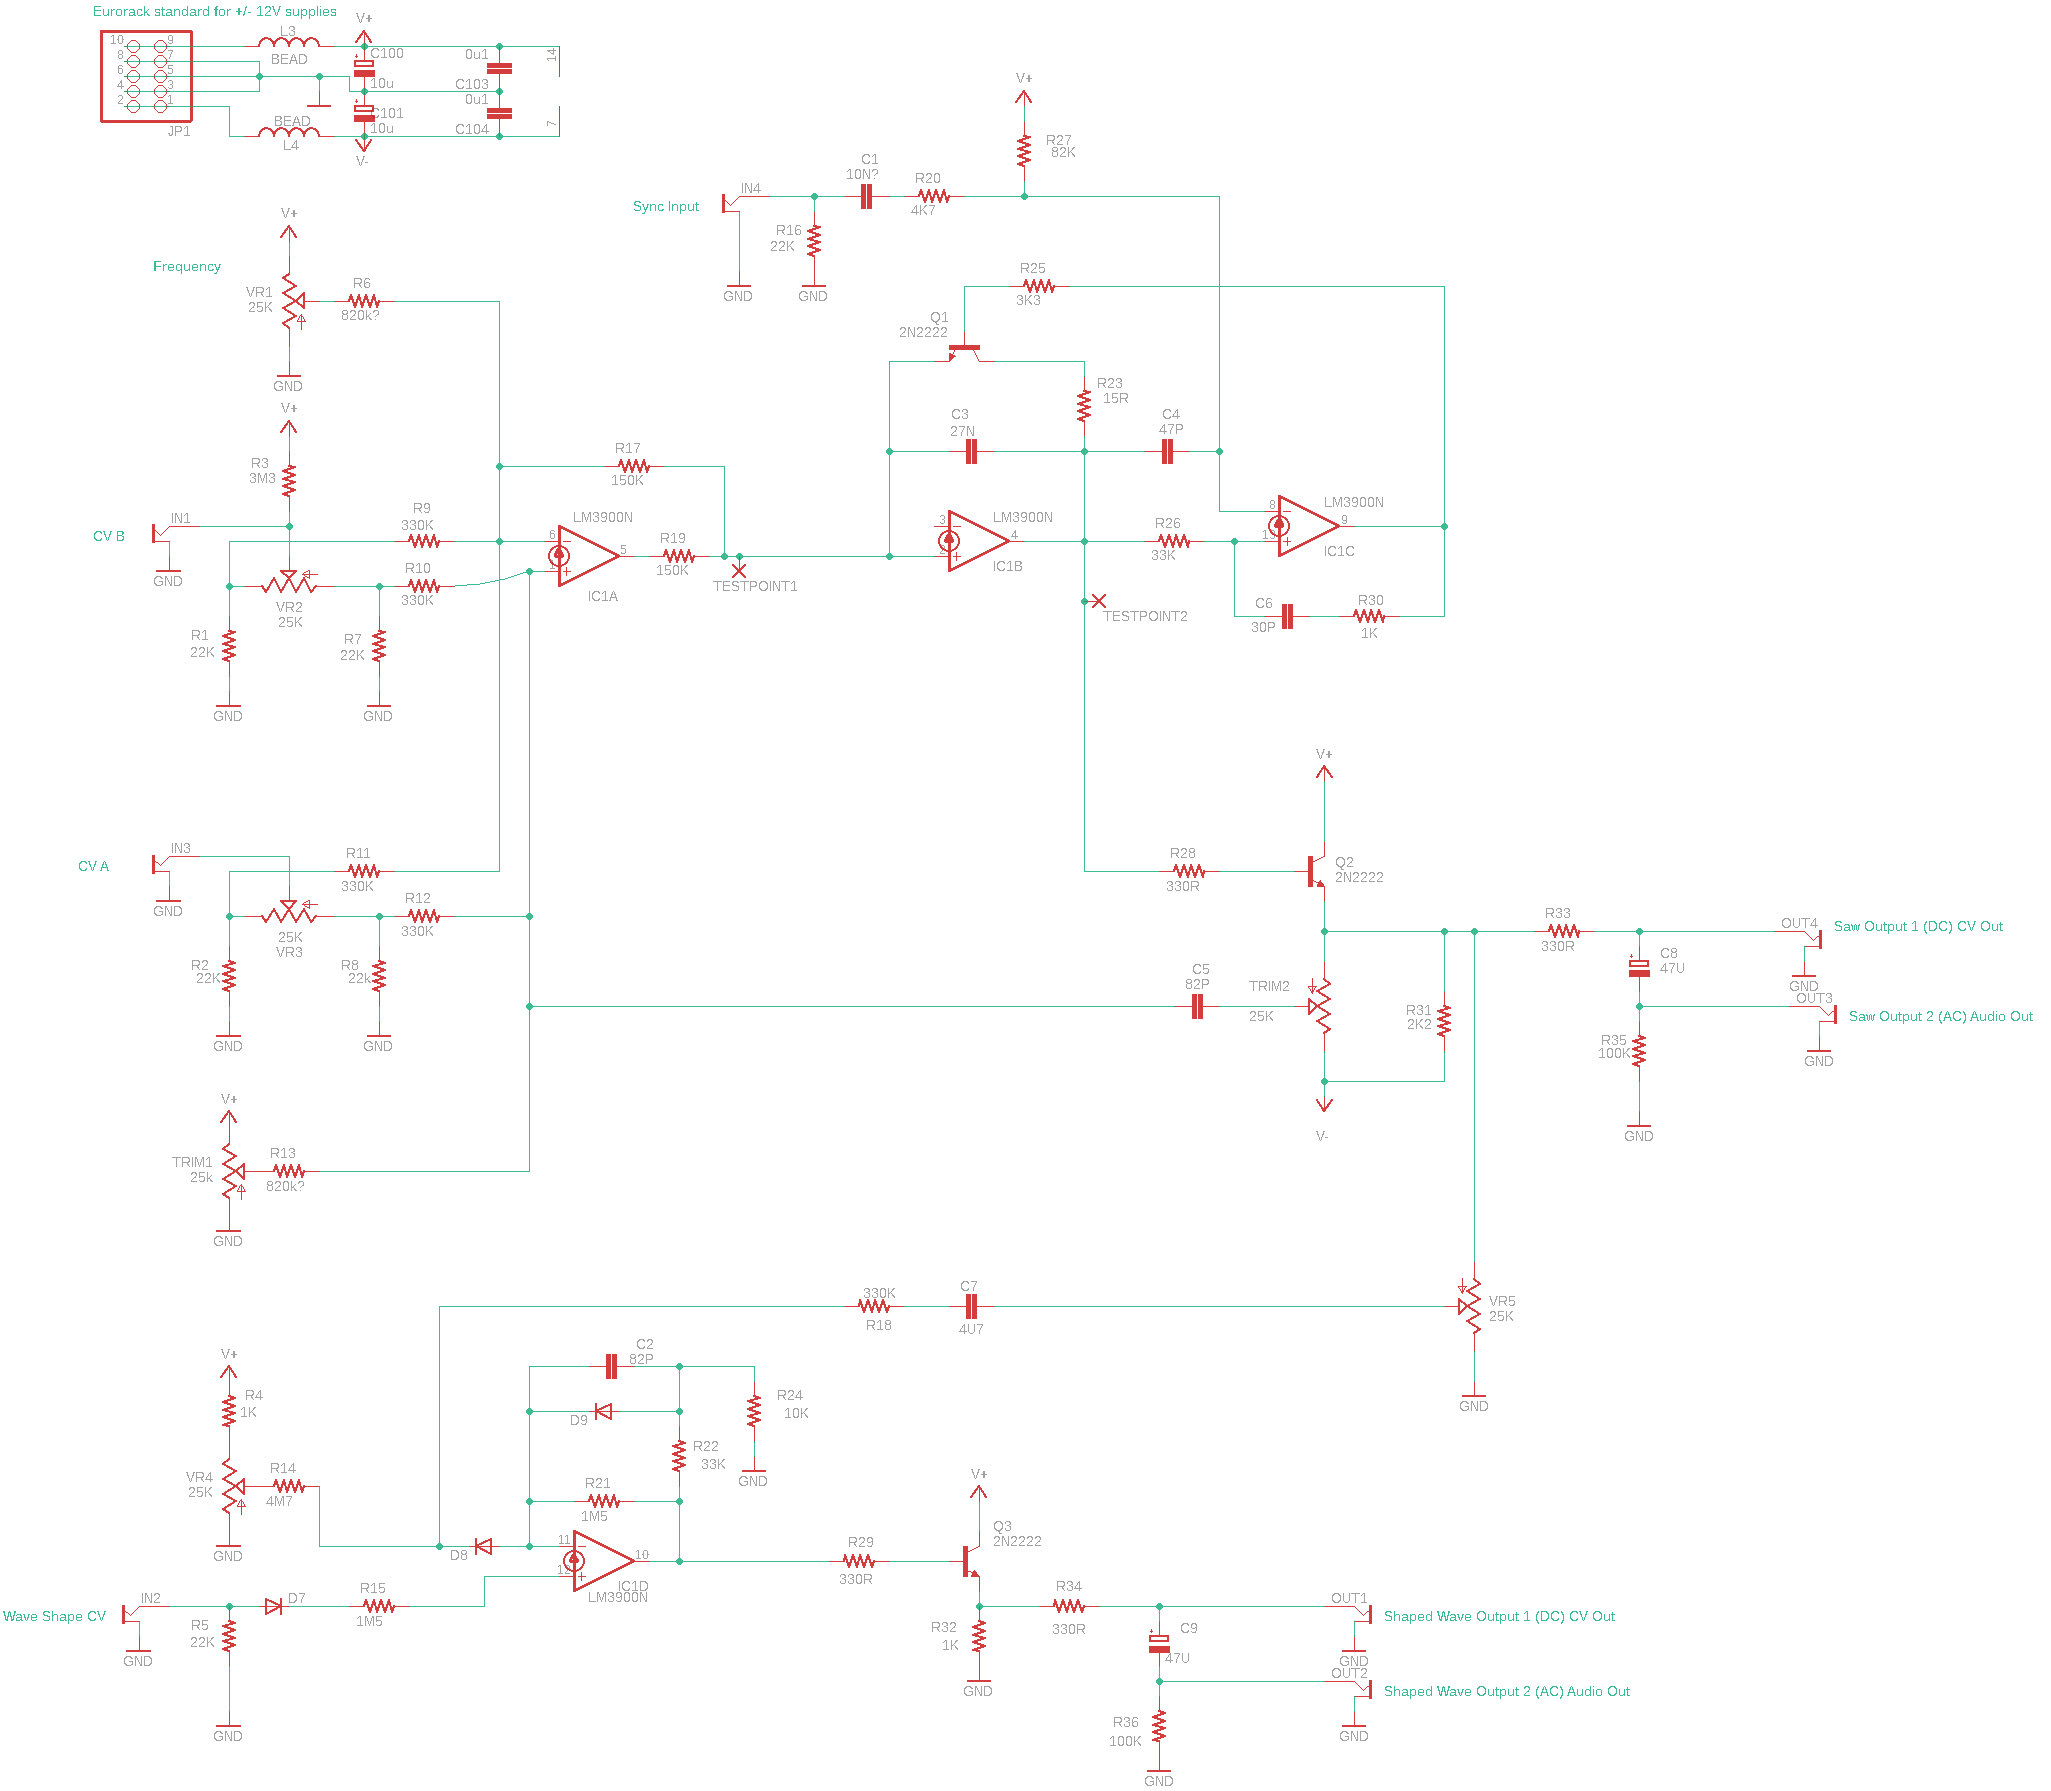 Eurorack standard for +/- 12V supplies
V+
10 9
8 7
6 5
4 3
2 1
JP1
L3
BEAD
BEAD
L4
C100
10u
C101
10u
V-
0u1
C103
0u1
C104
14
7
V+
R27
82K
Sync Input
IN4
C1
10N?
R20
4K7
R16
22K
GND
GND
Frequency
V+
VR1
25K
R6
820k?
GND
R25
3K3
Q1
2N2222
R23
15R
V+
R3
3M3
C3
27N
C4
47P
R17
150K
CV B
IN1
GND
R9
330K
R10
330K
VR2
25K
R1
22K
R7
22K
GND
GND
LM3900N
6
1
5
IC1A
R19
150K
TESTPOINT1
LM3900N
3
2
4
IC1B
R26
33K
TESTPOINT2
LM3900N
8
13
9
IC1C
C6
30P
R30
1K
V+
R28
330R
Q2
2N2222
CV A
IN3
GND
R11
330K
R12
330K
25K
VR3
R2
22K
R8
22k
GND
GND
R33
330R
OUT4
Saw Output 1 (DC) CV Out
C8
47U
GND
OUT3
Saw Output 2 (AC) Audio Out
GND
C5
82P
TRIM2
25K
R31
2K2
R35
100K
GND
V-
V+
TRIM1
25k
R13
820k?
GND
330K
R18
C7
4U7
VR5
25K
GND
V+
R4
1K
VR4
25K
R14
4M7
GND
C2
82P
D9
R24
10K
GND
R22
33K
R21
1M5
D8
11
12
10
IC1D
LM3900N
V+
R29
330R
Q3
2N2222
Wave Shape CV
IN2
GND
D7
R15
1M5
R5
22K
GND
R32
1K
GND
R34
330R
OUT1
Shaped Wave Output 1 (DC) CV Out
C9
47U
GND
OUT2
Shaped Wave Output 2 (AC) Audio Out
GND
R36
100K
GND